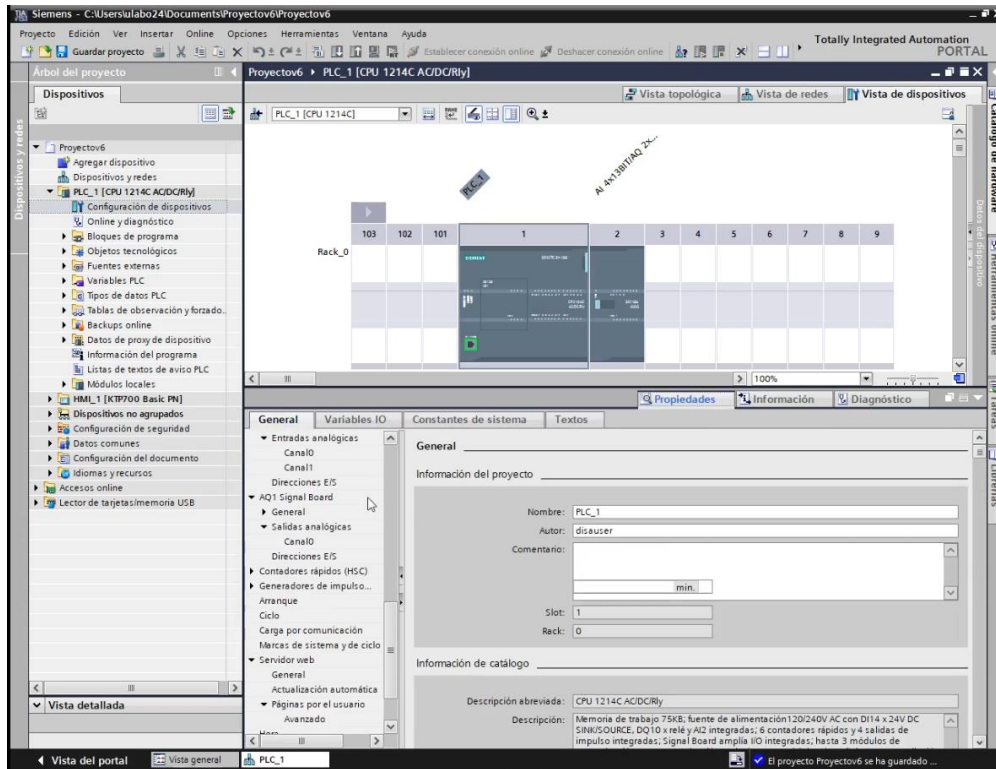 Siemens - C:\Users\ulabo24\Documents\Proyectov6\Proyectov6
Proyecto Edición Ver Insertar Online Opciones Herramientas Ventana Ayuda
Guardar proyecto Establecer conexión online Deshacer conexión online
Totally Integrated Automation
PORTAL
Árbol del proyecto
Dispositivos
Dispositivos y redes
Proyectov6
Agregar dispositivo
Dispositivos y redes
PLC_1 [CPU 1214C AC/DC/Rly]
Configuración de dispositivos
Online y diagnóstico
Bloques de programa
Objetos tecnológicos
Fuentes externas
Variables PLC
Tipos de datos PLC
Tablas de observación y forzado..
Backups online
Datos de proxy de dispositivo
Información del programa
Listas de textos de aviso PLC
Módulos locales
HMI_1 [KTP700 Basic PN]
Dispositivos no agrupados
Configuración de seguridad
Datos comunes
Configuración del documento
Idiomas y recursos
Accesos online
Lector de tarjetas/memoria USB
Vista detallada
Proyectov6 PLC_1 [CPU 1214C AC/DC/Rly]
Vista topológica Vista de redes Vista de dispositivos
PLC_1 [CPU 1214C]
PLC_1
AI 4x13BIT/AQ 2x...
103 102 101 1 2 3 4 5 6 7 8 9
Rack_0
SIEMENS
100%
Datos del dispositivo
Catálogo de hardware
Herramientas online
Tareas
Librerías
Propiedades Información Diagnóstico
General Variables IO Constantes de sistema Textos
Entradas analógicas
Canal0
Canal1
Direcciones E/S
AQ1 Signal Board
General
Salidas analógicas
Canal0
Direcciones E/S
Contadores rápidos (HSC)
Generadores de impulso...
Arranque
Ciclo
Carga por comunicación
Marcas de sistema y de ciclo
Servidor web
General
Actualización automática
Páginas por el usuario
Avanzado
Hora
General
Información del proyecto
Nombre: PLC_1
Autor: disauser
Comentario:
min.
Slot: 1
Rack: 0
Información de catálogo
Descripción abreviada: CPU 1214C AC/DC/Rly
Descripción: Memoria de trabajo 75KB; fuente de alimentación120/240V AC con DI14 x 24V DC
SINK/SOURCE, DQ10 x relé y AI2 integradas; 6 contadores rápidos y 4 salidas de
impulso integradas; Signal Board amplía I/O integradas; hasta 3 módulos de
Vista del portal Vista general PLC_1 El proyecto Proyectov6 se ha guardado ...